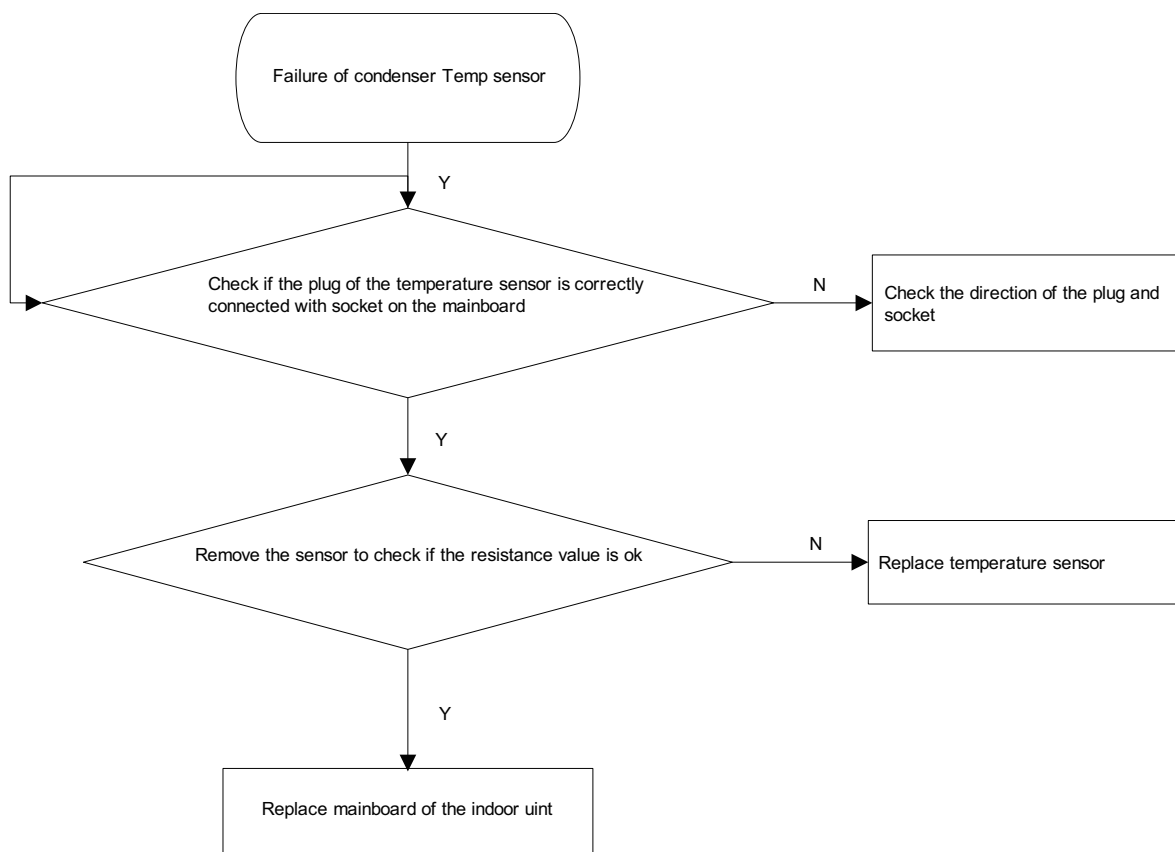 Failure of condenser Temp sensor
Y
Check if the plug of the temperature sensor is correctly
connected with socket on the mainboard
N
Check the direction of the plug and
socket
Y
Remove the sensor to check if the resistance value is ok
N
Replace temperature sensor
Y
Replace mainboard of the indoor uint